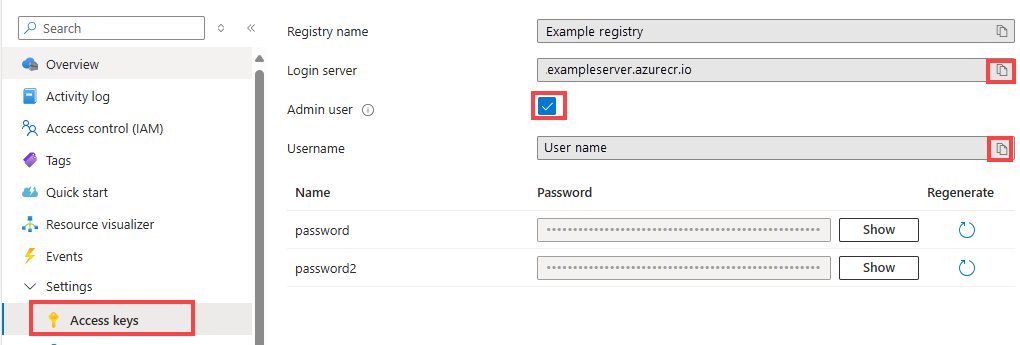 Search
Overview
Activity log
Access control (IAM)
Tags
Quick start
Resource visualizer
Events
Settings
Access keys
Registry name Example registry
Login server .exampleserver.azurecr.io
Admin user
Username User name
Name Password Regenerate
password •••••••••••••••••••••••••••••••••••••••••••••••••••• Show
password2 •••••••••••••••••••••••••••••••••••••••••••••••••••• Show